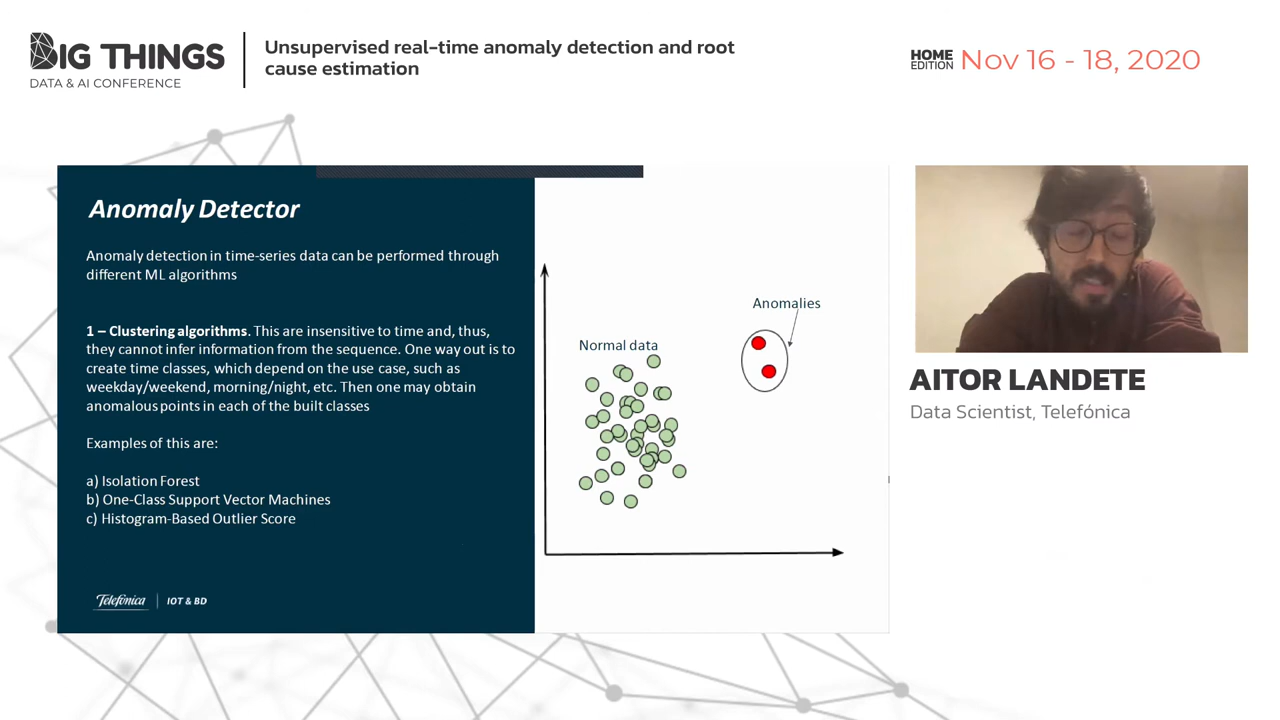 BIG THINGS
DATA & AI CONFERENCE
Unsupervised real-time anomaly detection and root
cause estimation
HOME
EDITION
Nov 16 - 18, 2020
Anomaly Detector
Anomaly detection in time-series data can be performed through
different ML algorithms
1 – Clustering algorithms. This are insensitive to time and, thus,
they cannot infer information from the sequence. One way out is to
create time classes, which depend on the use case, such as
weekday/weekend, morning/night, etc. Then one may obtain
anomalous points in each of the built classes
Examples of this are:
a) Isolation Forest
b) One-Class Support Vector Machines
c) Histogram-Based Outlier Score
Telefónica
IOT & BD
Normal data
Anomalies
AITOR LANDETE
Data Scientist, Telefónica